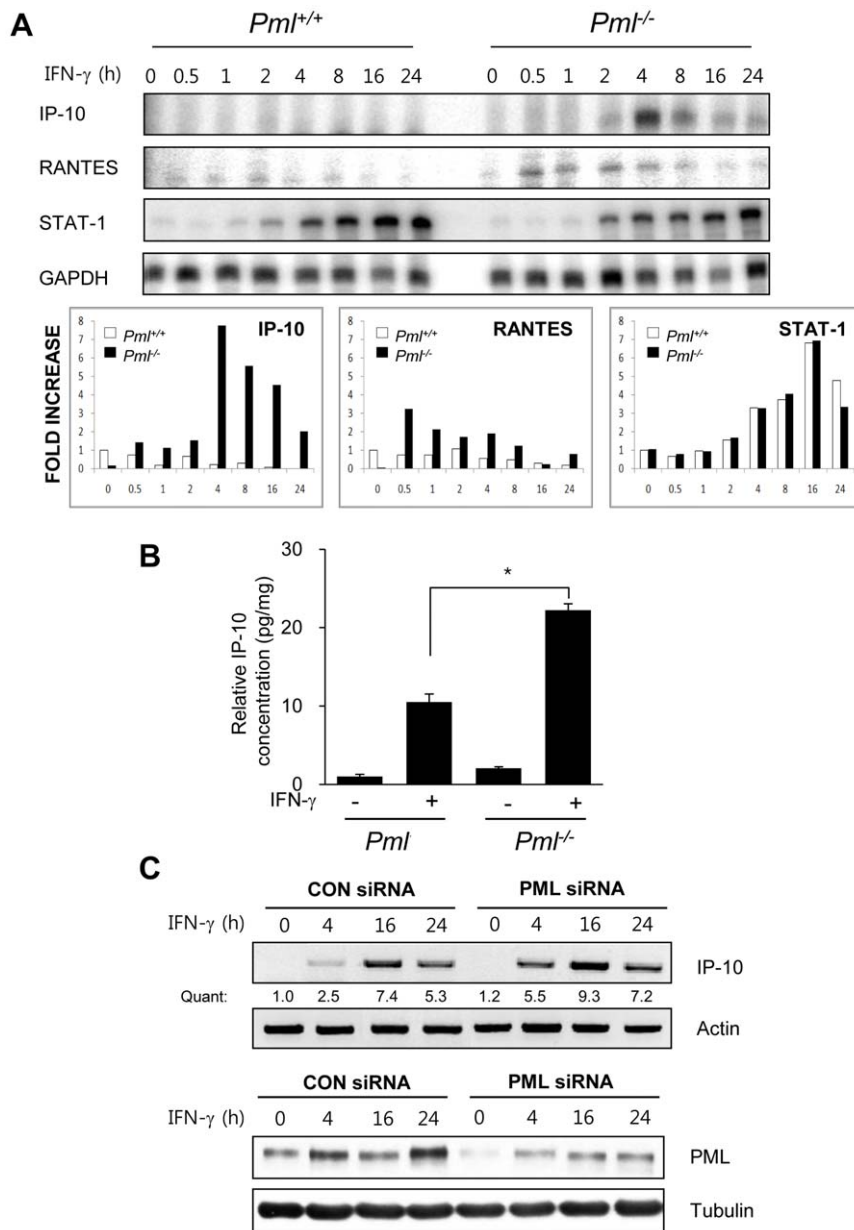 A
Pml+/+ Pml-/-
IFN-γ (h) 0 0.5 1 2 4 8 16 24 0 0.5 1 2 4 8 16 24
IP-10
RANTES
STAT-1
GAPDH
FOLD INCREASE
IP-10
Pml+/+
Pml-/-
8
7
6
5
4
3
2
1
0
0 0.5 1 2 4 8 16 24
RANTES
Pml+/+
Pml-/-
8
7
6
5
4
3
2
1
0
0 0.5 1 2 4 8 16 24
STAT-1
Pml+/+
Pml-/-
8
7
6
5
4
3
2
1
0
0 0.5 1 2 4 8 16 24
B
Relative IP-10
concentration (pg/mg)
30
20
10
0
*
IFN-γ - + - +
Pml Pml-/-
C
CON siRNA PML siRNA
IFN-γ (h) 0 4 16 24 0 4 16 24
IP-10
Quant: 1.0 2.5 7.4 5.3 1.2 5.5 9.3 7.2
Actin
CON siRNA PML siRNA
IFN-γ (h) 0 4 16 24 0 4 16 24
PML
Tubulin